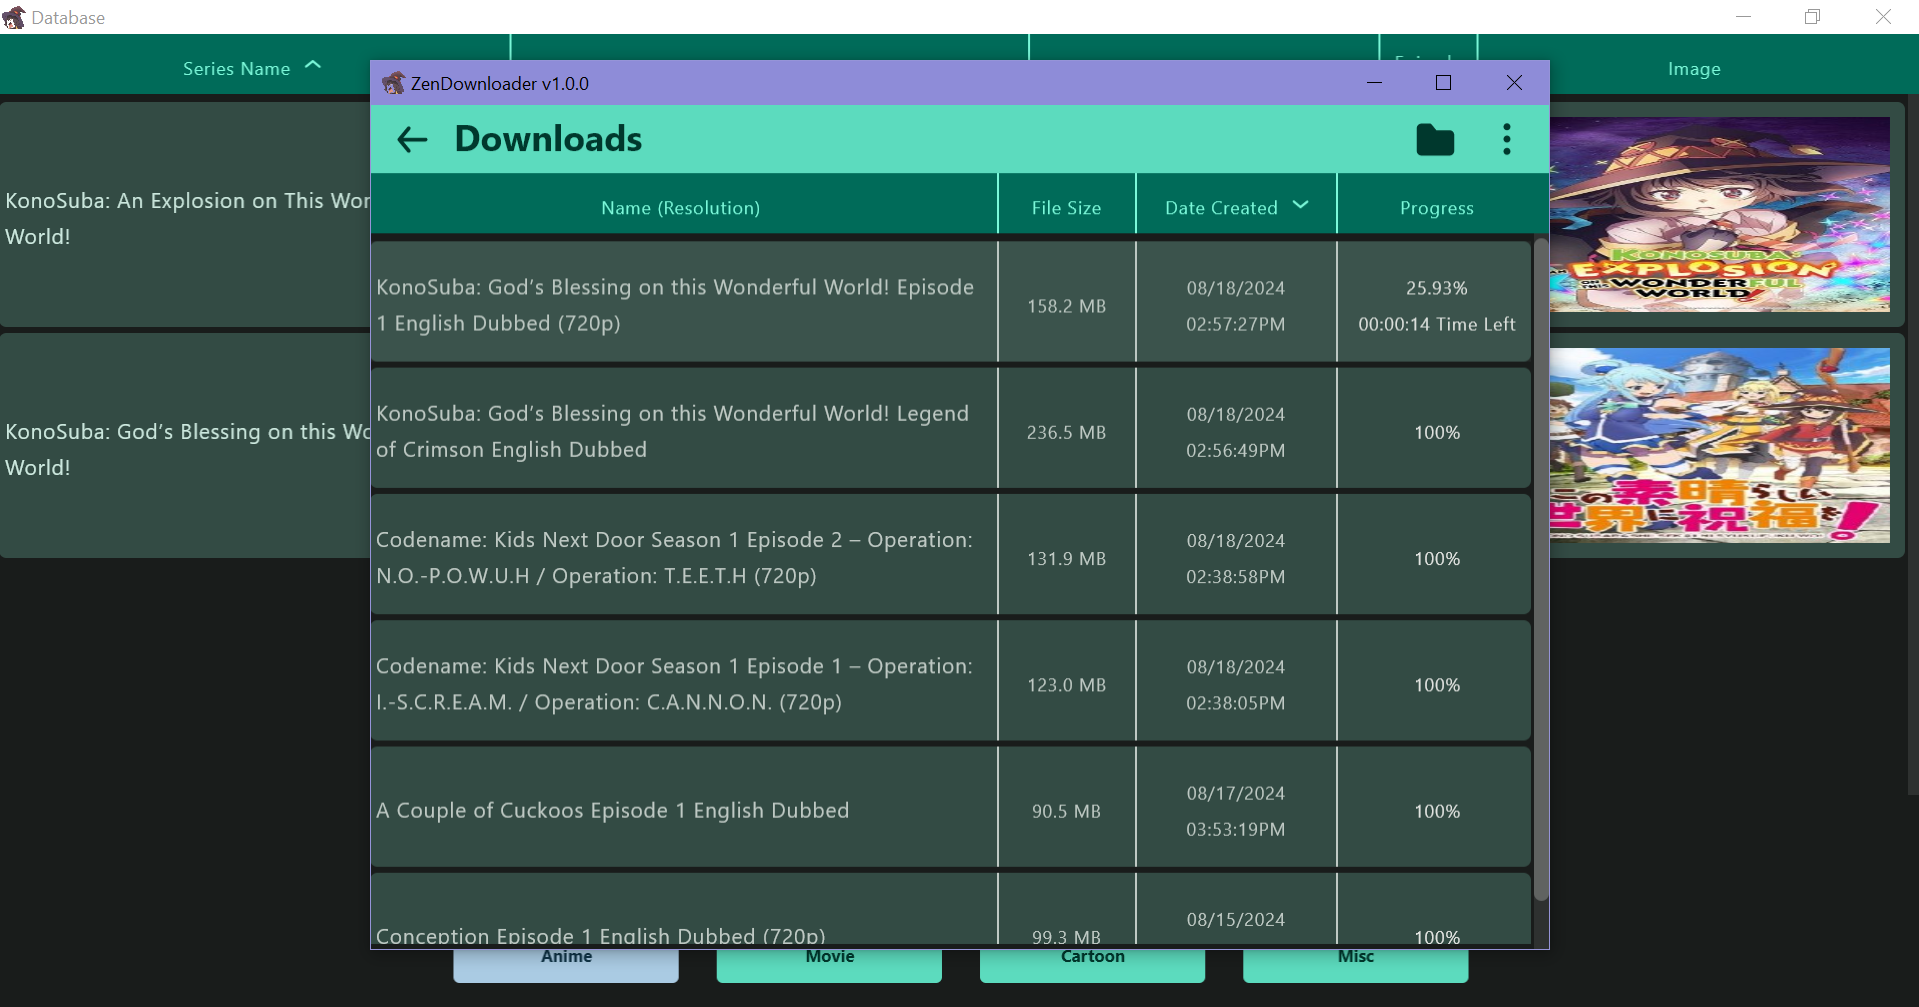 Database
Series Name
Image
ZenDownloader v1.0.0
Downloads
Name (Resolution)
File Size
Date Created
Progress
KonoSuba: An Explosion on This Wor
World!
KonoSuba: God's Blessing on this Wo
World!
KonoSuba: God's Blessing on this Wonderful World! Episode
1 English Dubbed (720p)
158.2 MB
08/18/2024
02:57:27PM
25.93%
00:00:14 Time Left
KonoSuba: God's Blessing on this Wonderful World! Legend
of Crimson English Dubbed
236.5 MB
08/18/2024
02:56:49PM
100%
Codename: Kids Next Door Season 1 Episode 2 – Operation:
N.O.-P.O.W.U.H / Operation: T.E.E.T.H (720p)
131.9 MB
08/18/2024
02:38:58PM
100%
Codename: Kids Next Door Season 1 Episode 1 – Operation:
I.-S.C.R.E.A.M. / Operation: C.A.N.N.O.N. (720p)
123.0 MB
08/18/2024
02:38:05PM
100%
A Couple of Cuckoos Episode 1 English Dubbed
90.5 MB
08/17/2024
03:53:19PM
100%
Conception Episode 1 English Dubbed (720p)
99.3 MB
08/15/2024
100%
KONOSUBA:
AN
EXPLOSION
ON THIS
WONDERFUL
WORLD!
この素晴らしい
世界に祝福を!
Anime
Movie
Cartoon
Misc